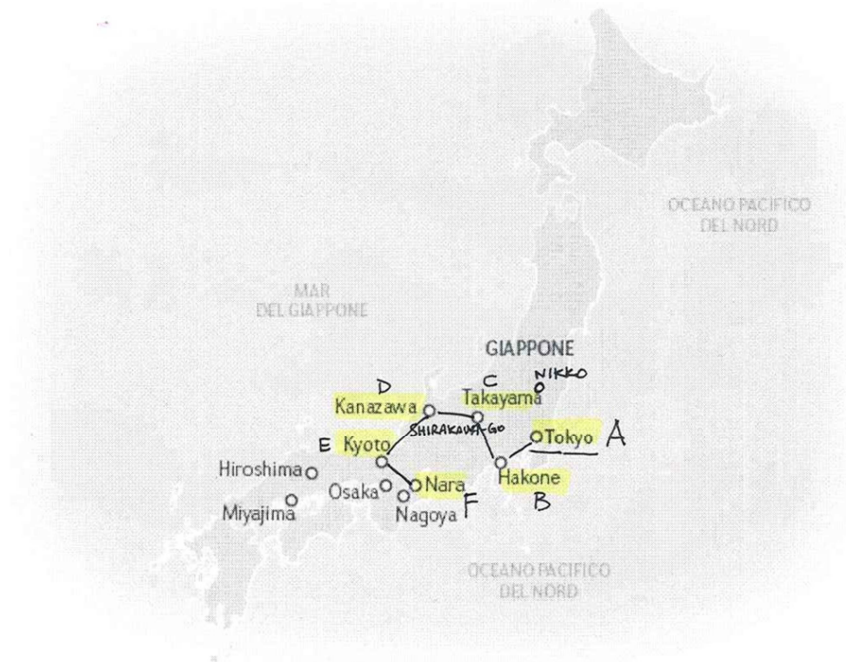 OCEANO PACIFICO
DEL NORD
MAR
DEL GIAPPONE
GIAPPONE
NIKKO
C
Takayama
D
Kanazawa
SHIRAKAWA-GO
Tokyo A
E Kyoto
Hiroshima
Hakone
B
Osaka
Nara
F
Miyajima
Nagoya
OCEANO PACIFICO
DEL NORD